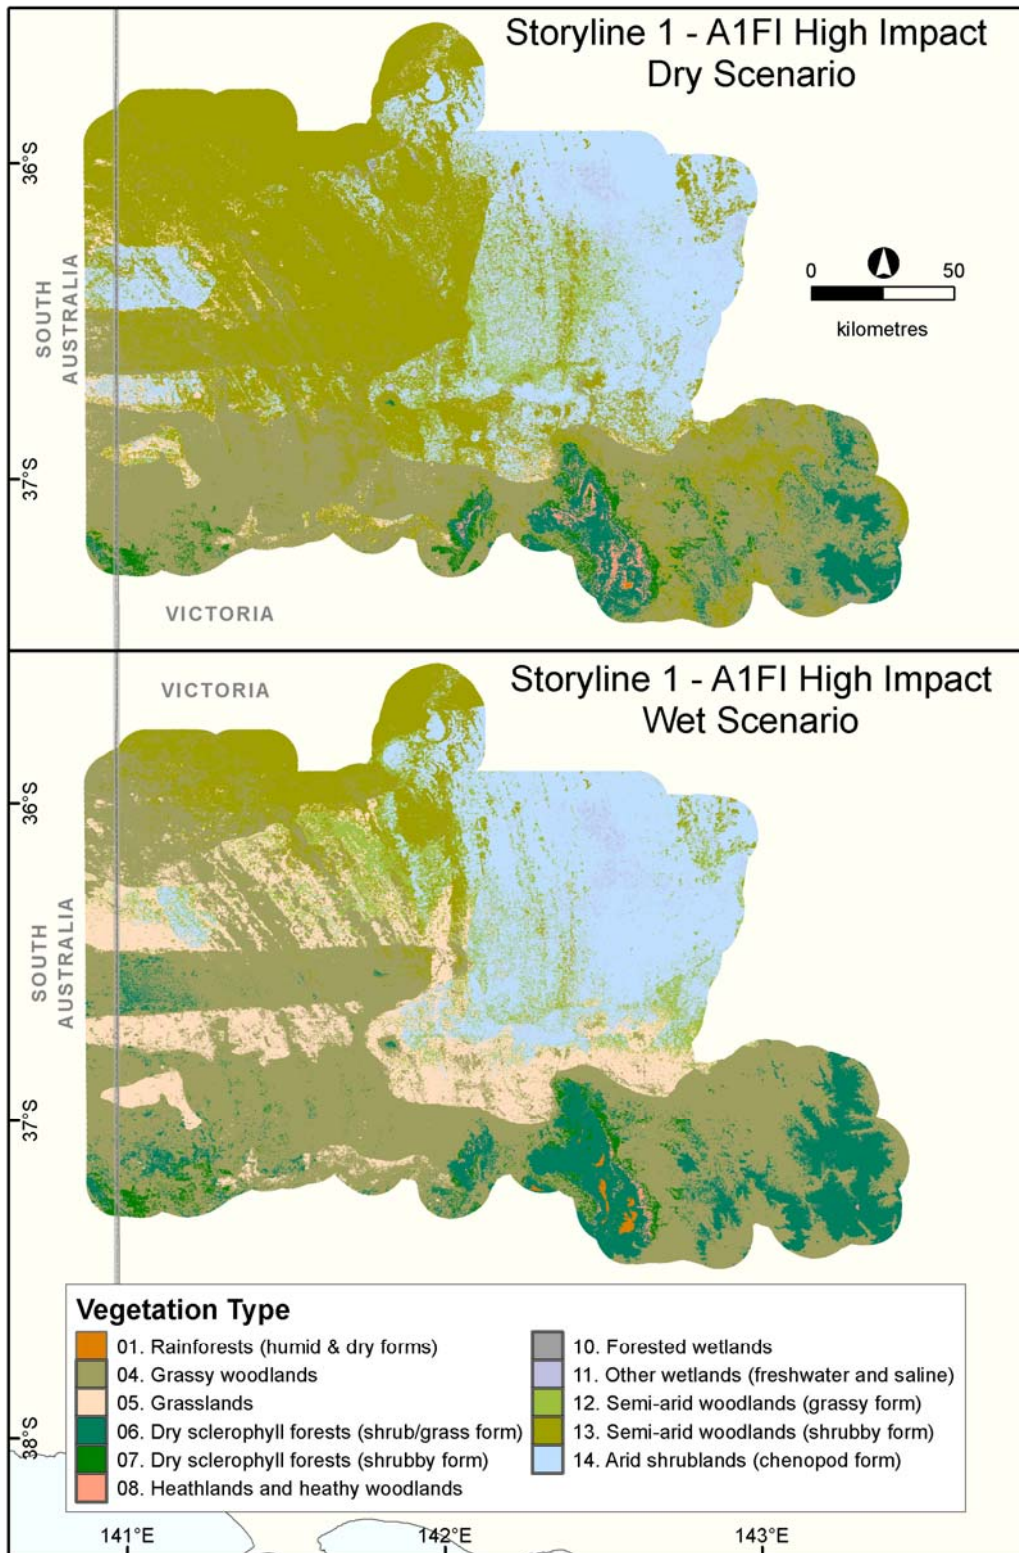 Storyline 1 - A1FI High Impact
Dry Scenario
36°S
0 50
kilometres
SOUTH
AUSTRALIA
37°S
VICTORIA
VICTORIA
Storyline 1 - A1FI High Impact
Wet Scenario
36°S
SOUTH
AUSTRALIA
37°S
Vegetation Type
01. Rainforests (humid & dry forms)
04. Grassy woodlands
05. Grasslands
06. Dry sclerophyll forests (shrub/grass form)
07. Dry sclerophyll forests (shrubby form)
08. Heathlands and heathy woodlands
10. Forested wetlands
11. Other wetlands (freshwater and saline)
12. Semi-arid woodlands (grassy form)
13. Semi-arid woodlands (shrubby form)
14. Arid shrublands (chenopod form)
38°S
141°E 142°E 143°E